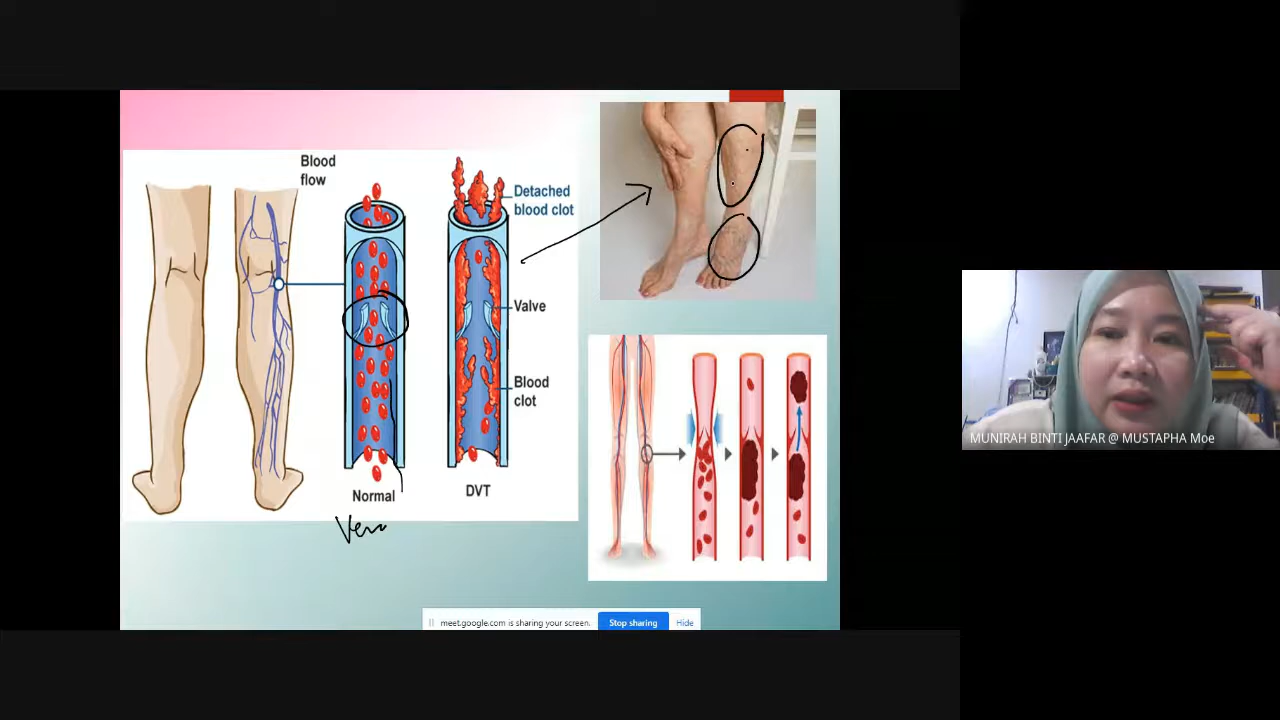 Blood
flow
Detached
blood clot
Valve
Blood
clot
Normal
DVT
meet.google.com is sharing your screen.
Stop sharing
Hide
MUNIRAH BINTI JAAFAR @ MUSTAPHA Moe